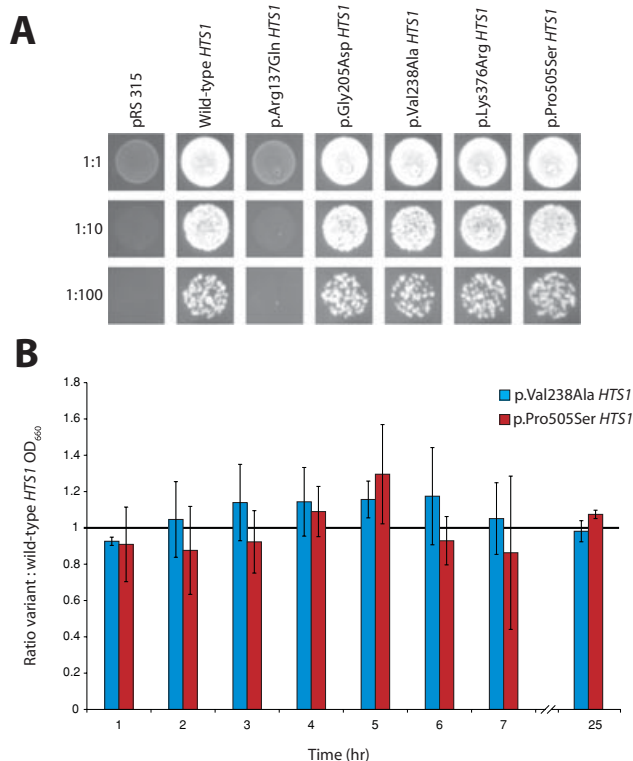 A
pRS 315
Wild-type HTS1
p.Arg137Gln HTS1
p.Gly205Asp HTS1
p.Val238Ala HTS1
p.Lys376Arg HTS1
p.Pro505Ser HTS1
1:1
1:10
1:100
B
Ratio variant : wild-type HTS1 OD660
1.8
1.6
1.4
1.2
1
0.8
0.6
0.4
0.2
0
p.Val238Ala HTS1
p.Pro505Ser HTS1
1 2 3 4 5 6 7 25
Time (hr)